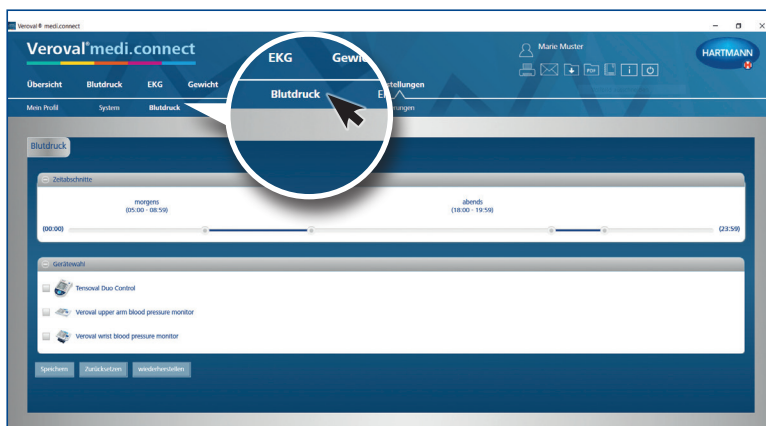 Veroval® medi.connect
Veroval® medi.connect
Marie Muster
HARTMANN
PDF
Übersicht Blutdruck EKG Gewicht
EKG
Blutdruck
Mein Profil System Blutdruck
Blutdruck
Zeitabschnitte
morgens
(05:00 - 08:59)
abends
(18:00 - 19:59)
(00:00)
(23:59)
Gerätewahl
Tensoval Duo Control
Veroval upper arm blood pressure monitor
Veroval wrist blood pressure monitor
Speichern Zurücksetzen wiederherstellen